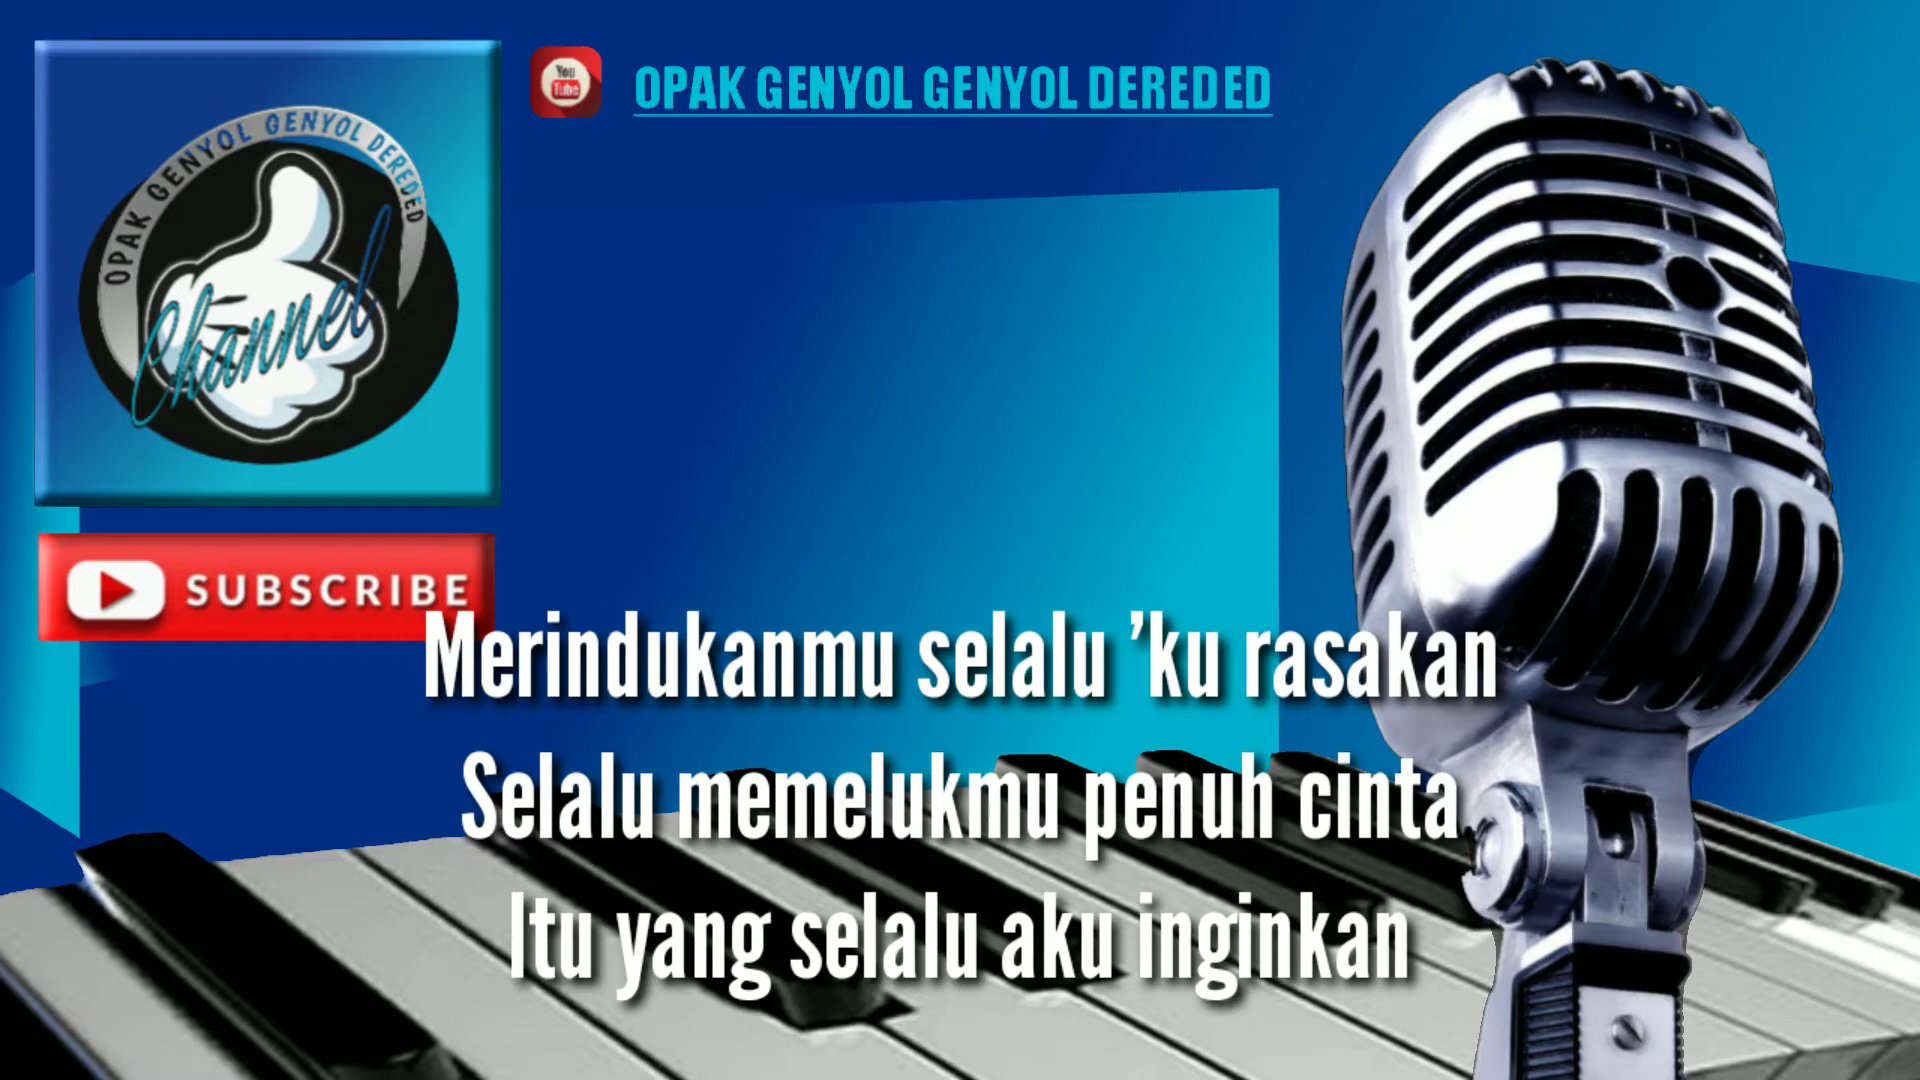 You
Tube
OPAK GENYOL GENYOL DEREDED
OPAK GENYOL GENYOL DEREDED
Channel
SUBSCRIBE
Merindukanmu selalu 'ku rasakan
Selalu memelukmu penuh cinta
Itu yang selalu aku inginkan